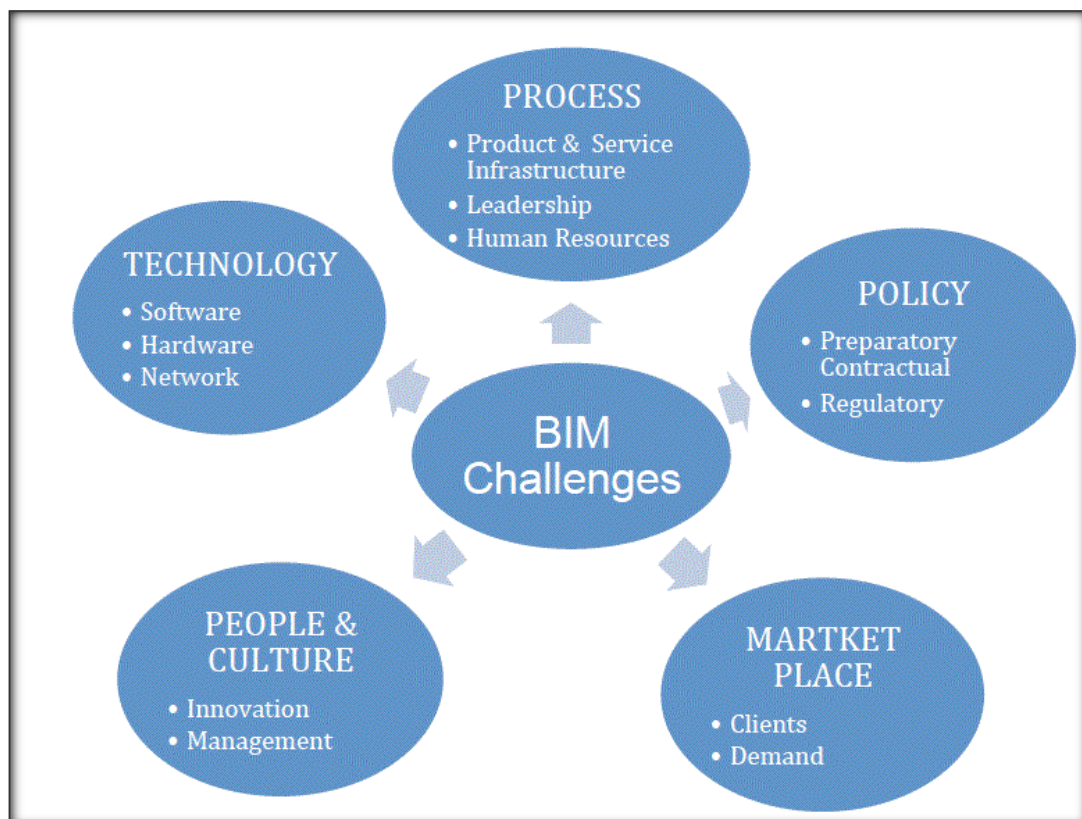 PROCESS
• Product & Service
Infrastructure
• Leadership
• Human Resources
TECHNOLOGY
• Software
• Hardware
• Network
POLICY
• Preparatory
Contractual
• Regulatory
BIM
Challenges
PEOPLE &
CULTURE
• Innovation
• Management
MARTKET
PLACE
• Clients
• Demand